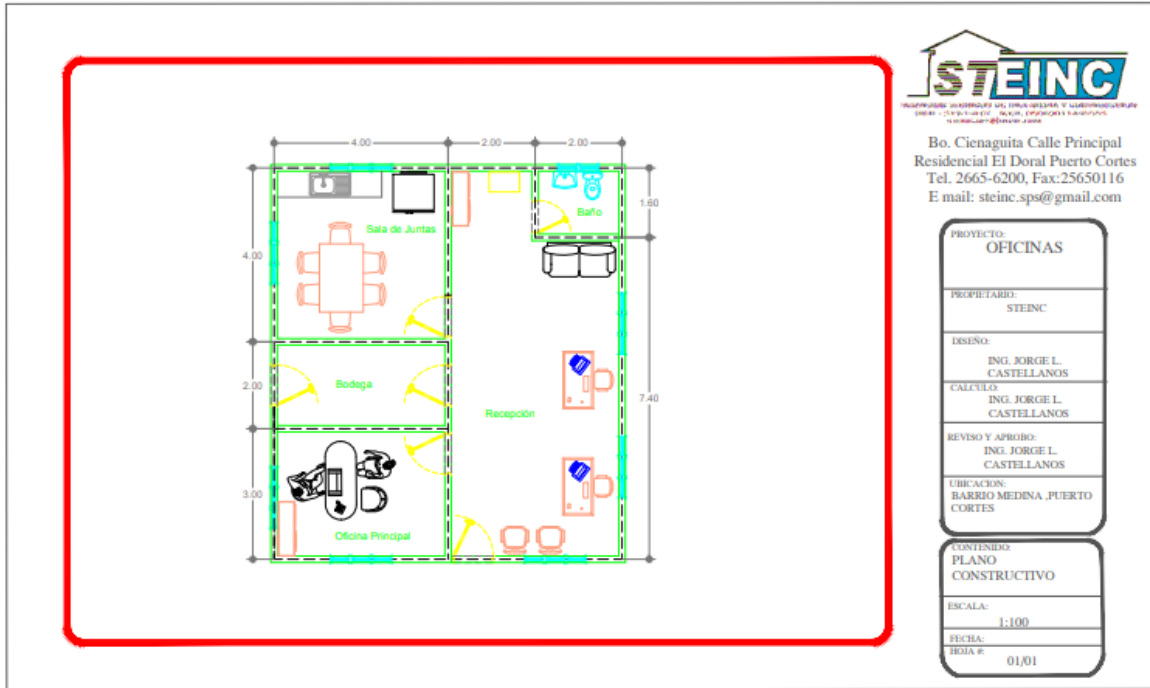 STEINC
Bo. Cienaguita Calle Principal
Residencial El Doral Puerto Cortes
Tel. 2665-6200, Fax:25650116
E mail: steinc.sps@gmail.com
4.00
2.00
2.00
1.60
7.40
4.00
2.00
3.00
Sala de Juntas
Baño
Bodega
Recepción
Oficina Principal
PROYECTO:
OFICINAS
PROPIETARIO:
STEINC
DISEÑO:
ING. JORGE L.
CASTELLANOS
CALCULO:
ING. JORGE L.
CASTELLANOS
REVISO Y APROBO:
ING. JORGE L.
CASTELLANOS
UBICACION:
BARRIO MEDINA ,PUERTO
CORTES
CONTENIDO:
PLANO
CONSTRUCTIVO
ESCALA:
1:100
FECHA:
HOJA #:
01/01